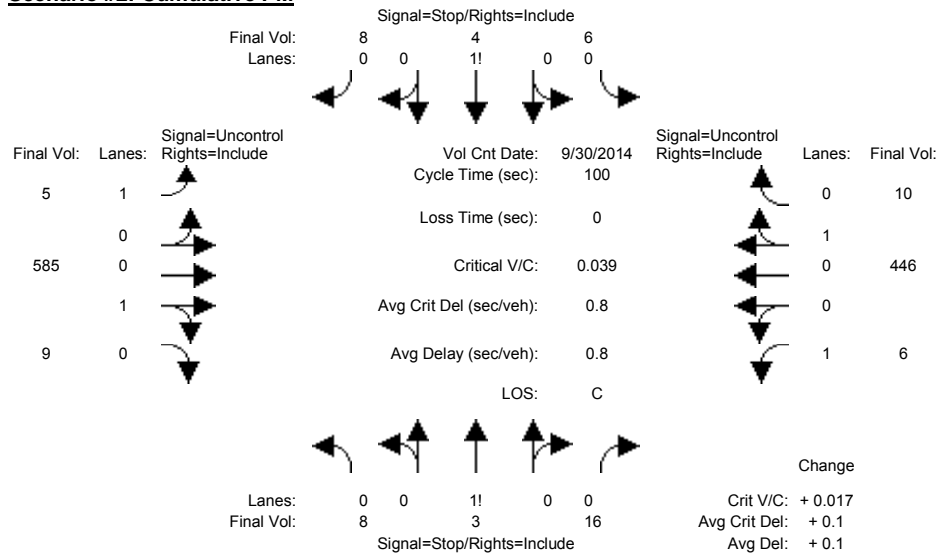 Scenario #2: Cumulative PM
Signal=Stop/Rights=Include
Final Vol: 8 4 6
Lanes: 0 0 1! 0 0
Signal=Uncontrol
Final Vol: Lanes: Rights=Include
Vol Cnt Date: 9/30/2014
Signal=Uncontrol
Rights=Include Lanes: Final Vol:
Cycle Time (sec): 100
5 1
0 10
Loss Time (sec): 0
0
1
585 0
Critical V/C: 0.039
0 446
1
Avg Crit Del (sec/veh): 0.8
0
9 0
Avg Delay (sec/veh): 0.8
1 6
LOS: C
Change
Lanes: 0 0 1! 0 0
Crit V/C: + 0.017
Final Vol: 8 3 16
Avg Crit Del: + 0.1
Signal=Stop/Rights=Include
Avg Del: + 0.1